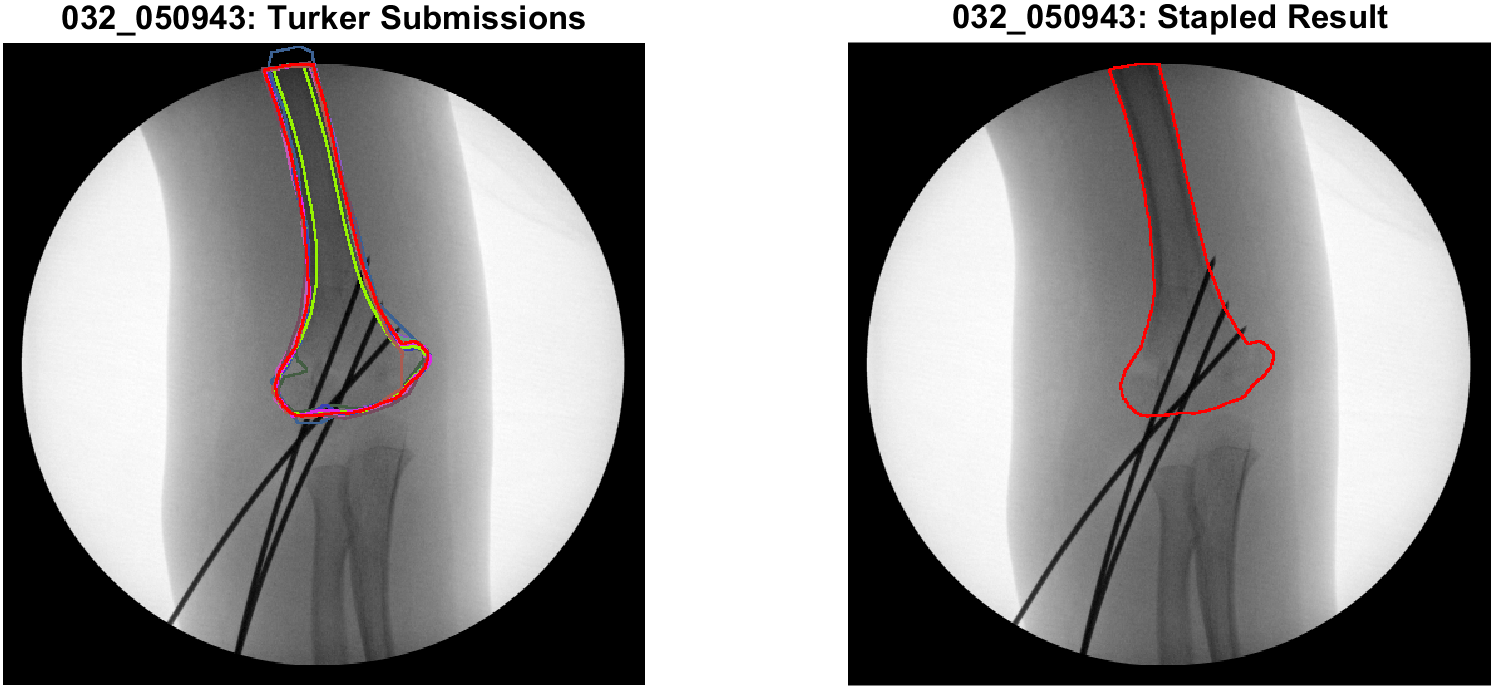 032_050943: Turker Submissions
032_050943: Stapled Result